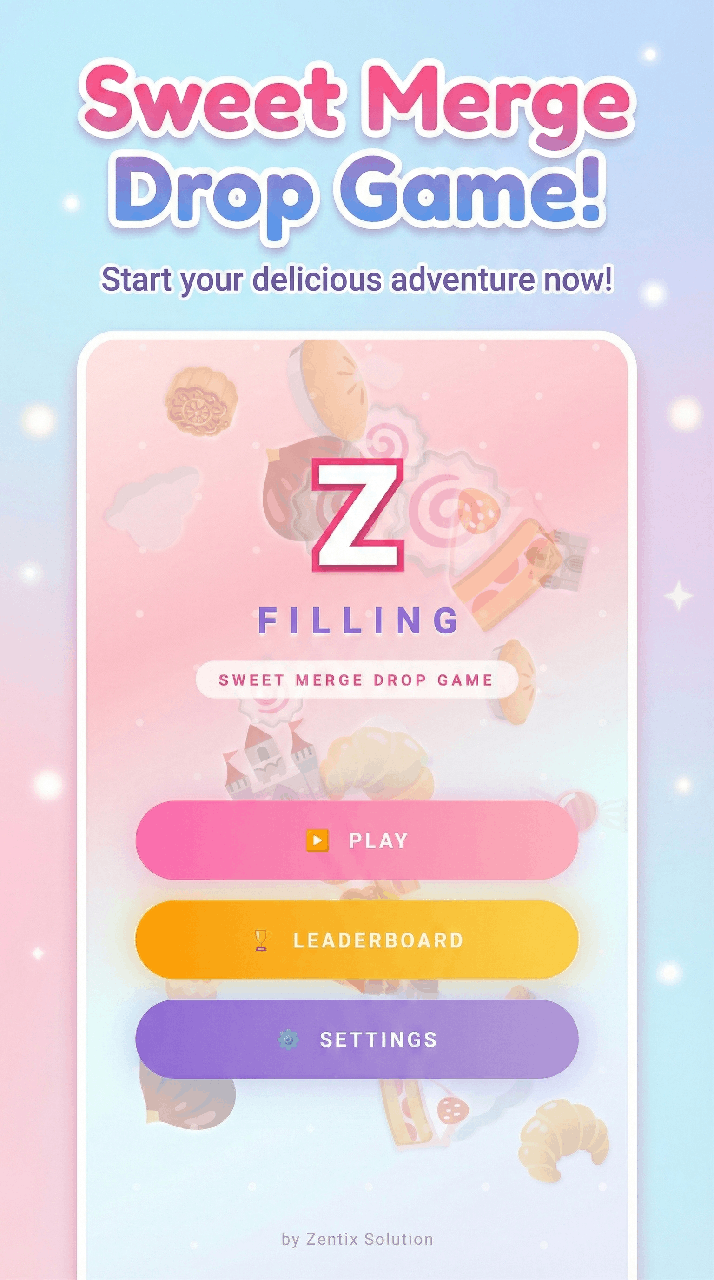 Sweet Merge
Drop Game!
Start your delicious adventure now!
Z
FILLING
SWEET MERGE DROP GAME
PLAY
LEADERBOARD
SETTINGS
by Zentix Solution